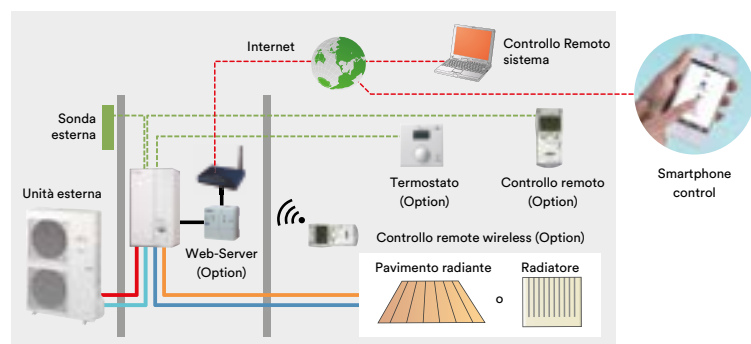 Internet
Controllo Remoto
sistema
Sonda
esterna
Termostato
(Option)
Controllo remoto
(Option)
Smartphone
control
Unità esterna
Web-Server
(Option)
Controllo remote wireless (Option)
Pavimento radiante
o
Radiatore